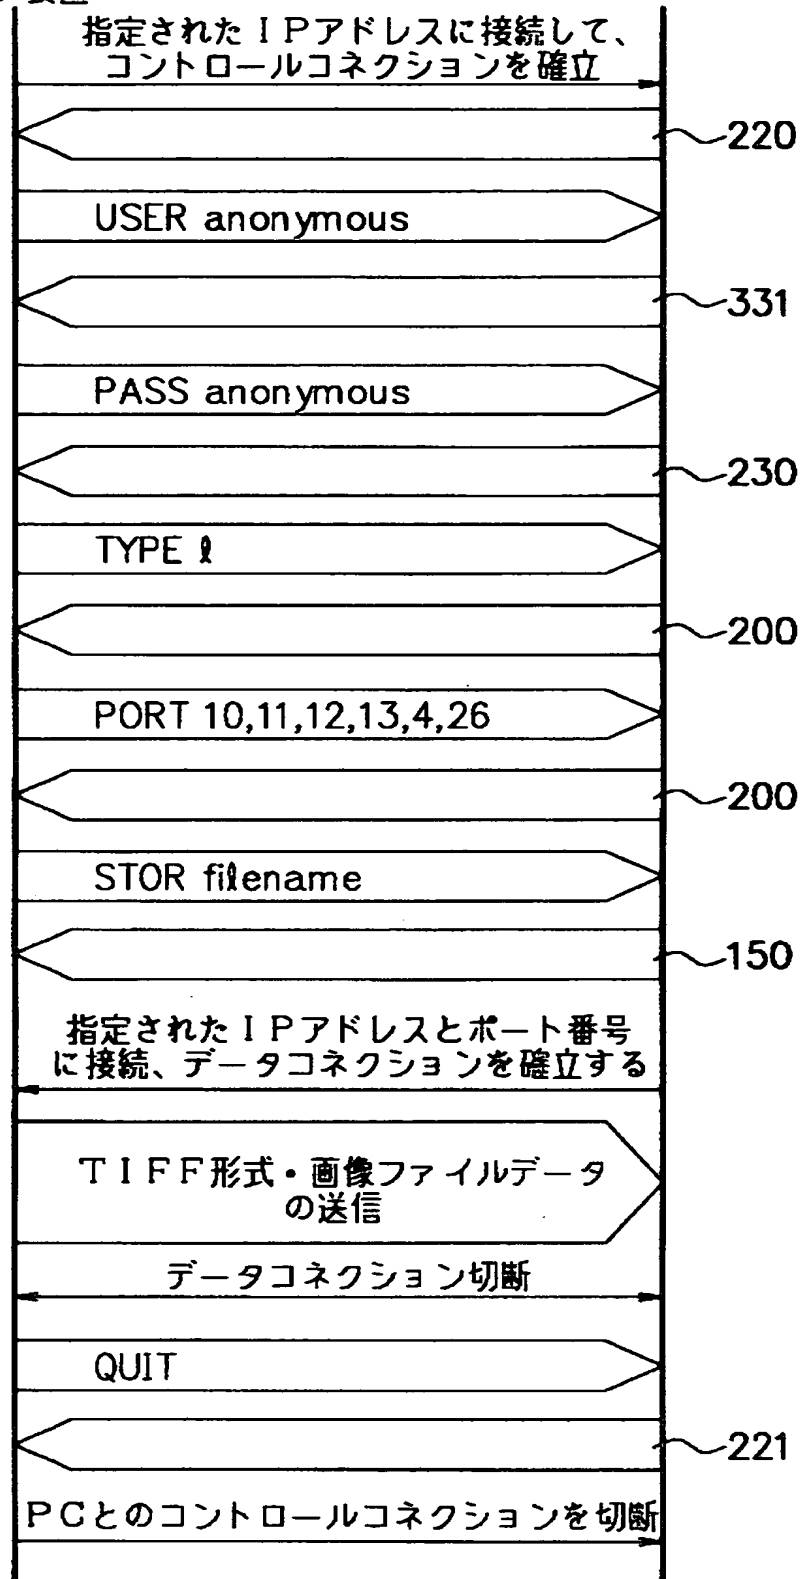 指定されたＩＰアドレスに接続して、
コントロールコネクションを確立
220
USER anonymous
331
PASS anonymous
230
TYPE l
200
PORT 10,11,12,13,4,26
200
STOR filename
150
指定されたＩＰアドレスとポート番号
に接続、データコネクションを確立する
ＴＩＦＦ形式・画像ファイルデータ
の送信
データコネクション切断
QUIT
221
ＰＣとのコントロールコネクションを切断